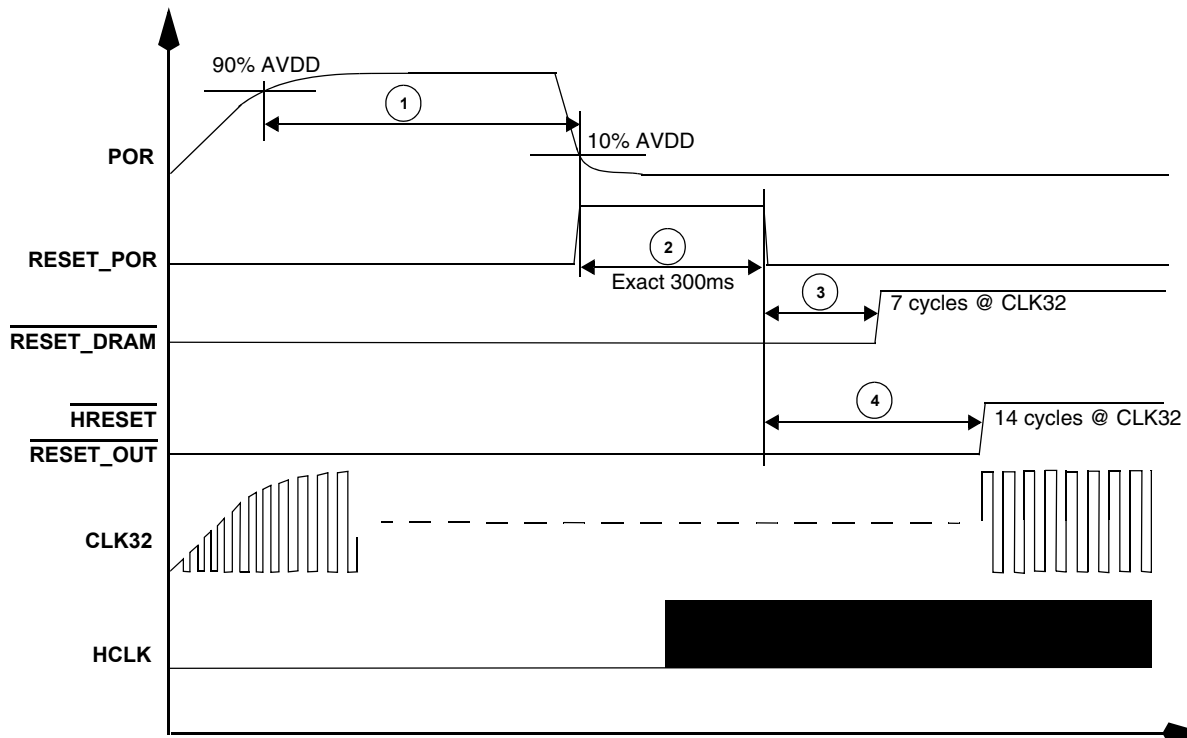 90% AVDD
1
10% AVDD
POR
2
RESET_POR
Exact 300ms
3
7 cycles @ CLK32
RESET_DRAM
4
HRESET
14 cycles @ CLK32
RESET_OUT
CLK32
HCLK